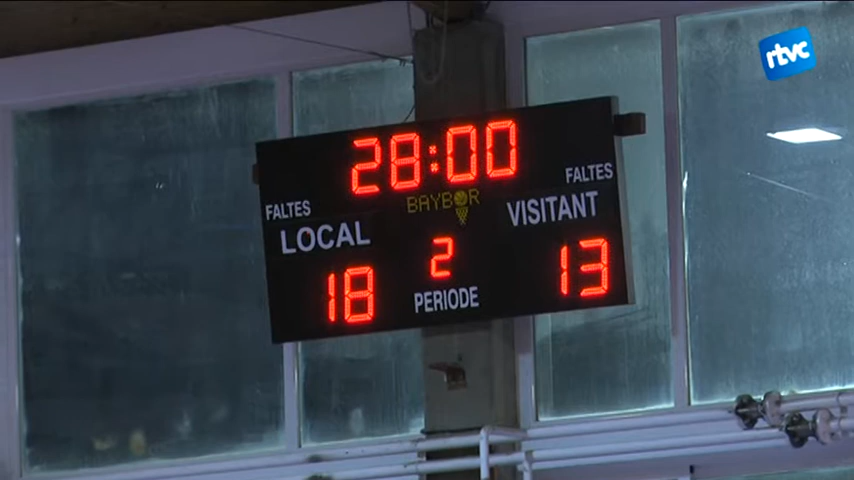 rtvc
28:00
FALTES
BAYBOR
FALTES
LOCAL
VISITANT
18
2
13
PERIODE